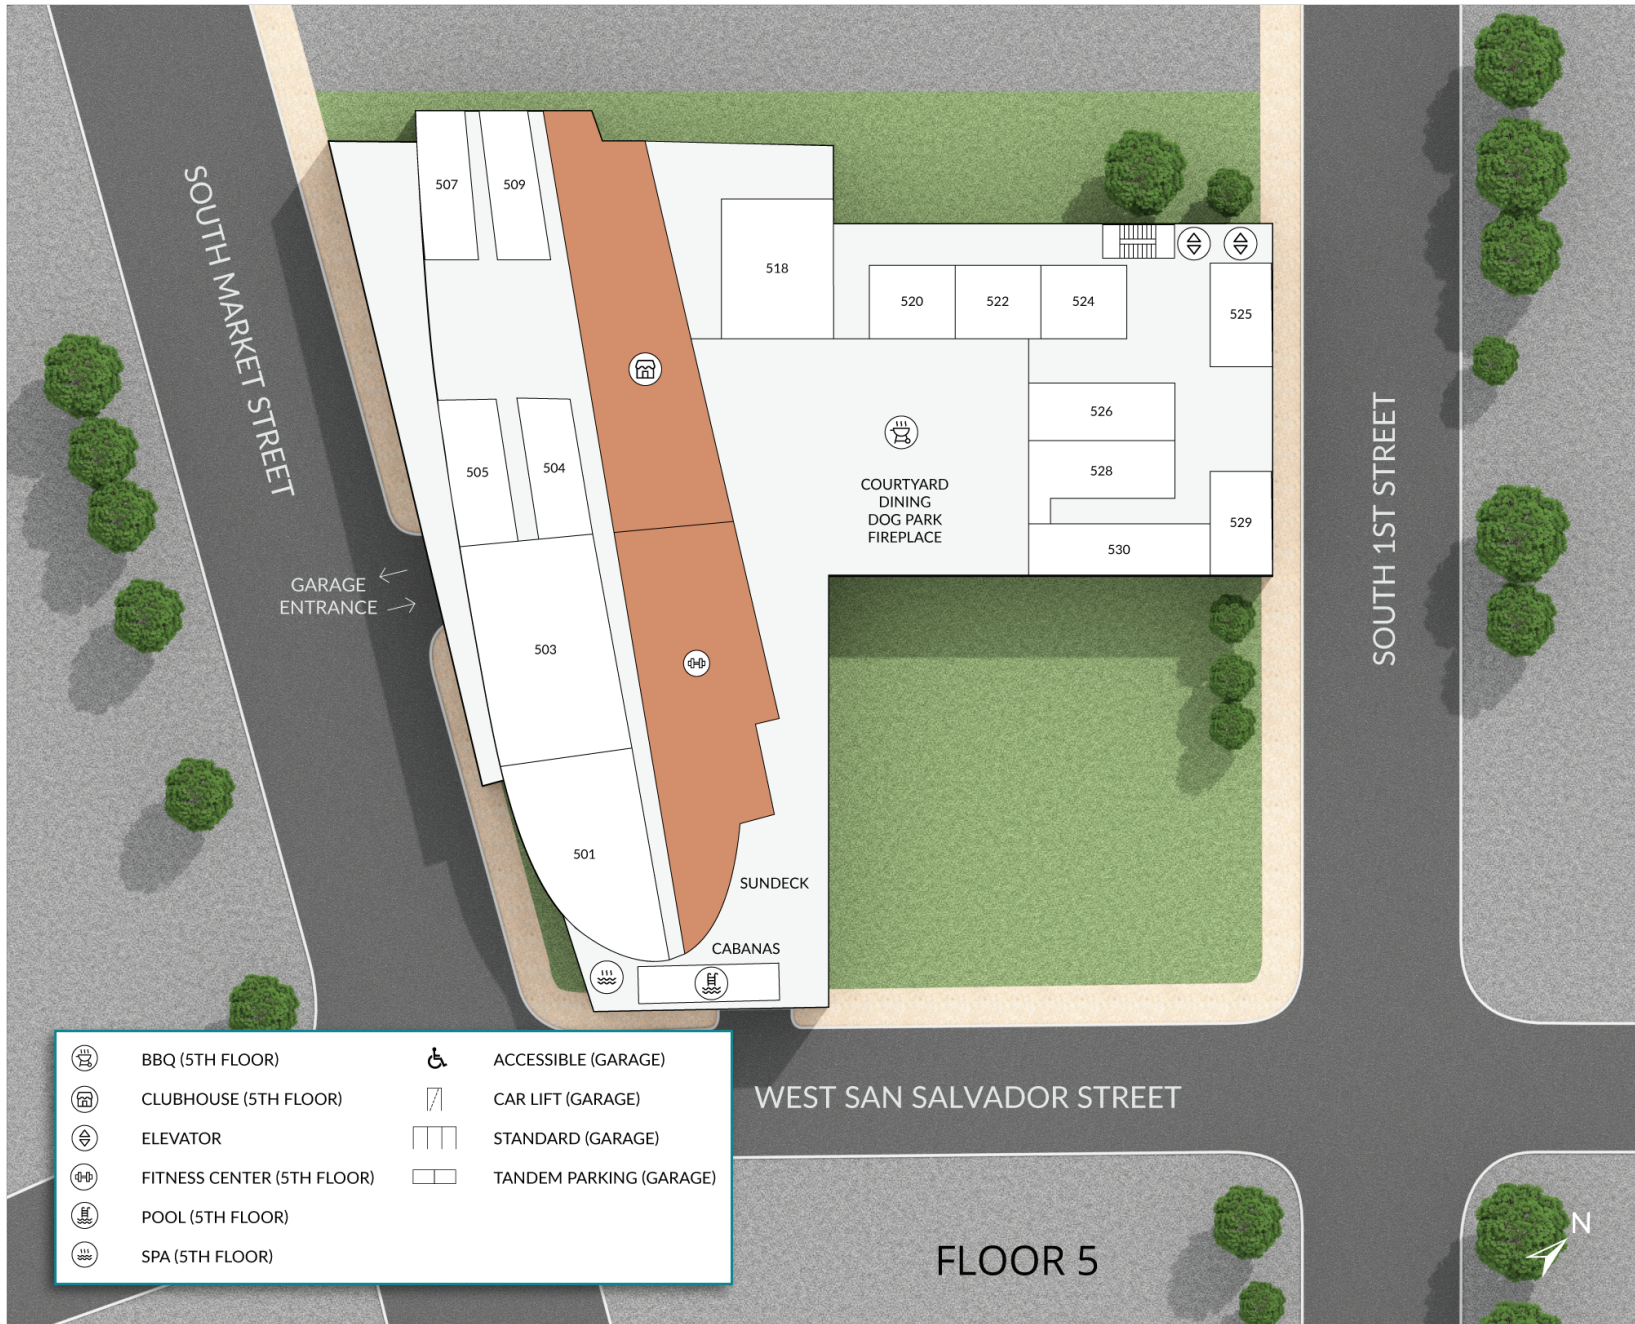 SOUTH MARKET STREET
507
509
518
520
522
524
525
526
528
529
530
505
504
503
501
COURTYARD
DINING
DOG PARK
FIREPLACE
GARAGE
ENTRANCE
SUNDECK
CABANAS
SOUTH 1ST STREET
WEST SAN SALVADOR STREET
BBQ (5TH FLOOR)
CLUBHOUSE (5TH FLOOR)
ELEVATOR
FITNESS CENTER (5TH FLOOR)
POOL (5TH FLOOR)
SPA (5TH FLOOR)
ACCESSIBLE (GARAGE)
CAR LIFT (GARAGE)
STANDARD (GARAGE)
TANDEM PARKING (GARAGE)
FLOOR 5
N